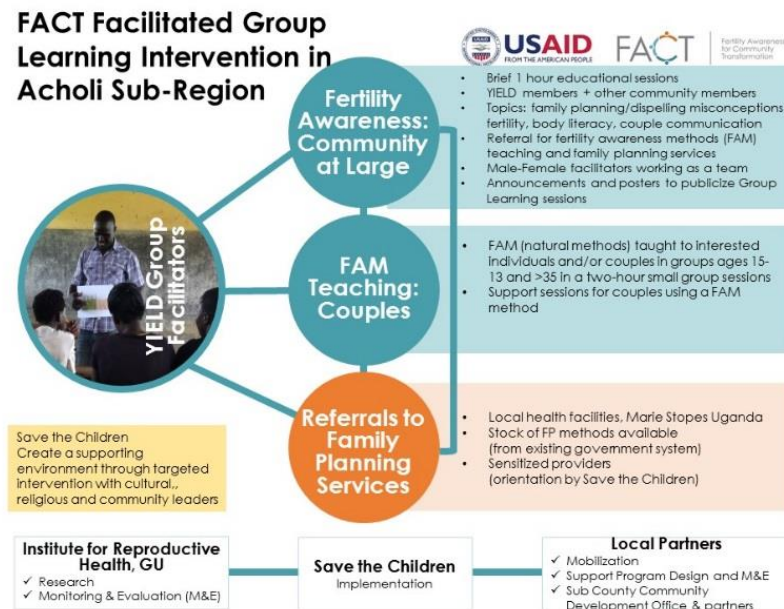 FACT Facilitated Group
Learning Intervention in
Acholi Sub-Region
USAID
FROM THE AMERICAN PEOPLE
FACT
Fertility Awareness
for Community
Transformation
YIELD Group
Facilitators
Fertility
Awareness:
Community
at Large
• Brief 1 hour educational sessions
• YIELD members + other community members
• Topics: family planning/dispelling misconceptions
fertility, body literacy, couple communication
• Referral for fertility awareness methods (FAM)
teaching and family planning services
• Male-Female facilitators working as a team
• Announcements and posters to publicize Group
Learning sessions
FAM
Teaching:
Couples
• FAM (natural methods) taught to interested
individuals and/or couples in groups ages 15-
13 and >35 in a two-hour small group sessions
• Support sessions for couples using a FAM
method
Referrals to
Family
Planning
Services
• Local health facilities, Marie Stopes Uganda
• Stock of FP methods available
(from existing government system)
• Sensitized providers
(orientation by Save the Children)
Save the Children
Create a supporting
environment through targeted
intervention with cultural,,
religious and community leaders
Institute for Reproductive
Health, GU
✓ Research
✓ Monitoring & Evaluation (M&E)
Save the Children
Implementation
Local Partners
✓ Mobilization
✓ Support Program Design and M&E
✓ Sub County Community
Development Office & partners